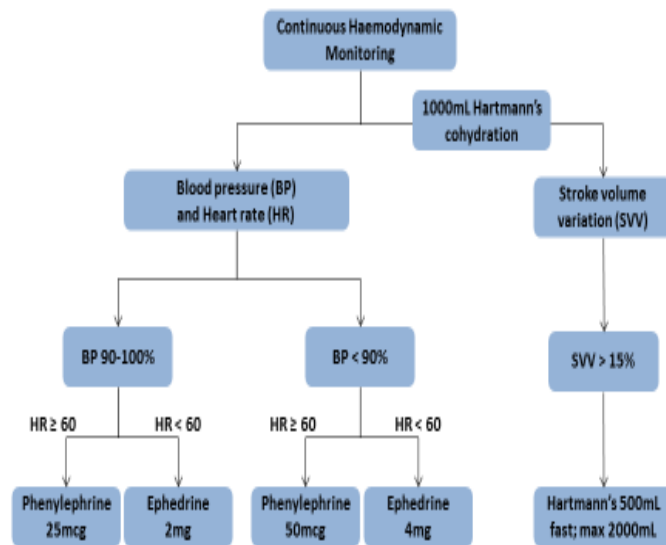 Continuous Haemodynamic
Monitoring
1000mL Hartmann's
cohydration
Blood pressure (BP)
and Heart rate (HR)
Stroke volume
variation (SVV)
BP 90-100%
BP < 90%
SVV > 15%
HR ≥ 60
HR < 60
HR ≥ 60
HR < 60
Phenylephrine
25mcg
Ephedrine
2mg
Phenylephrine
50mcg
Ephedrine
4mg
Hartmann's 500mL
fast; max 2000mL